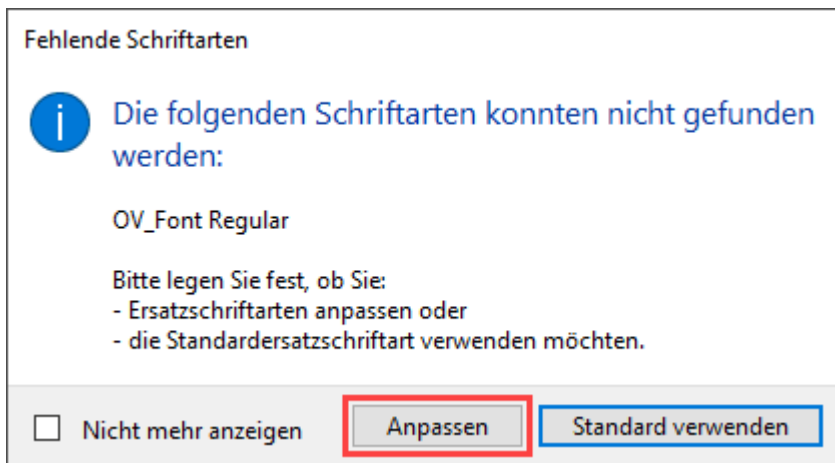 Fehlende Schriftarten
Die folgenden Schriftarten konnten nicht gefunden
werden:
OV_Font Regular
Bitte legen Sie fest, ob Sie:
- Ersatzschriftarten anpassen oder
- die Standardersatzschriftart verwenden möchten.
Nicht mehr anzeigen Anpassen Standard verwenden